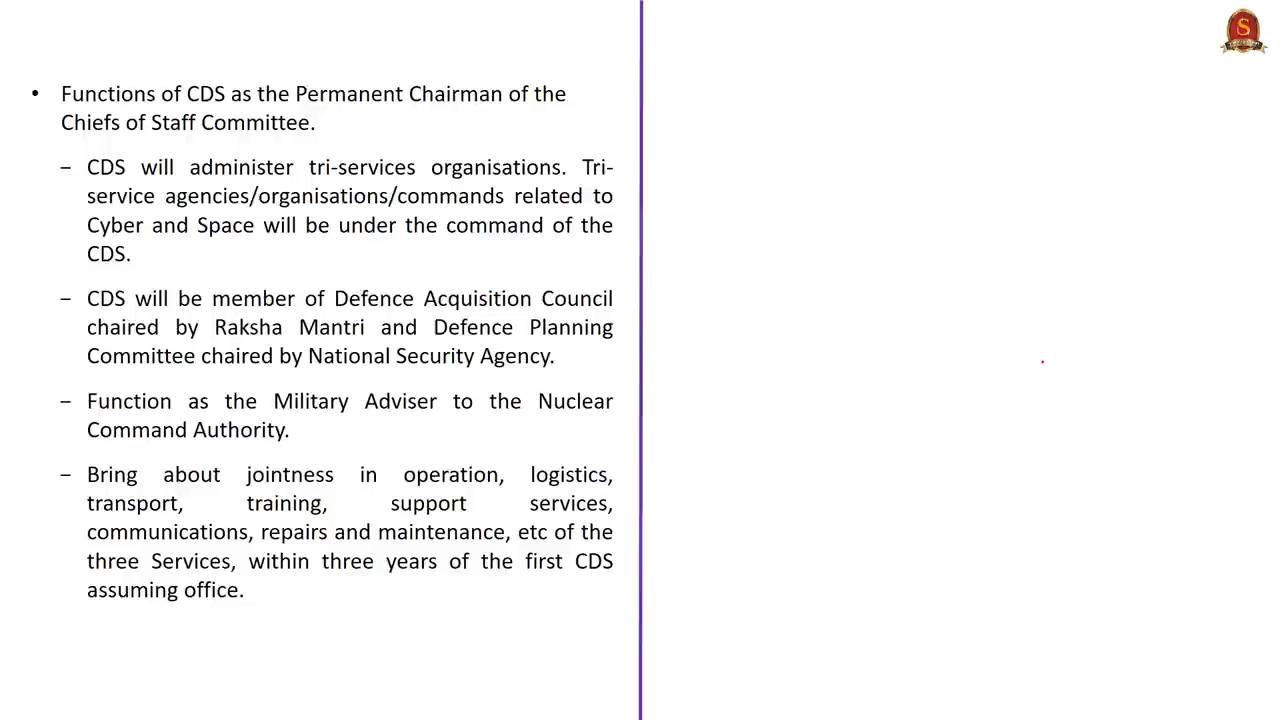 • Functions of CDS as the Permanent Chairman of the
Chiefs of Staff Committee.
– CDS will administer tri-services organisations. Tri-
service agencies/organisations/commands related to
Cyber and Space will be under the command of the
CDS.
– CDS will be member of Defence Acquisition Council
chaired by Raksha Mantri and Defence Planning
Committee chaired by National Security Agency.
– Function as the Military Adviser to the Nuclear
Command Authority.
– Bring about jointness in operation, logistics,
transport, training, support services,
communications, repairs and maintenance, etc of the
three Services, within three years of the first CDS
assuming office.
S